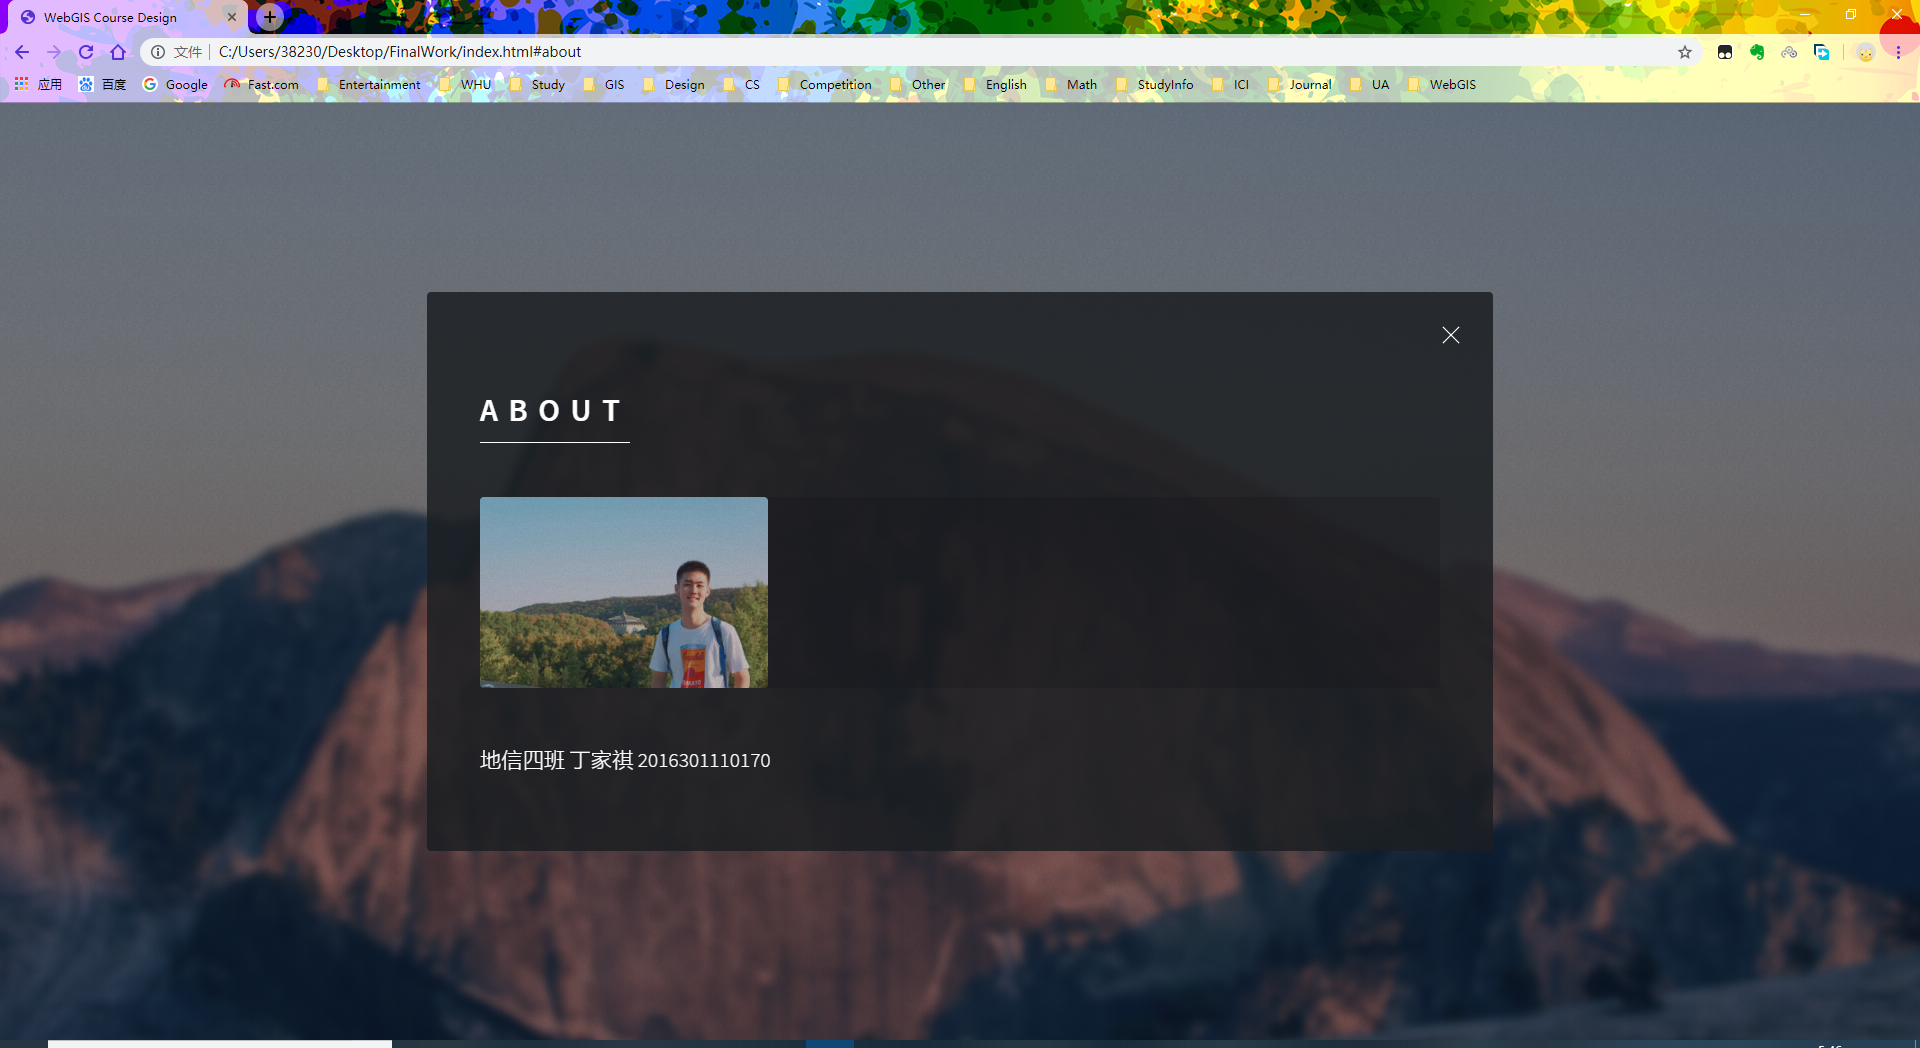 WebGIS Course Design
文件 C:/Users/38230/Desktop/FinalWork/index.html#about
应用 百度 Google Fast.com Entertainment WHU Study GIS Design CS Competition Other English Math StudyInfo ICI Journal UA WebGIS
ABOUT
地信四班 丁家祺 2016301110170